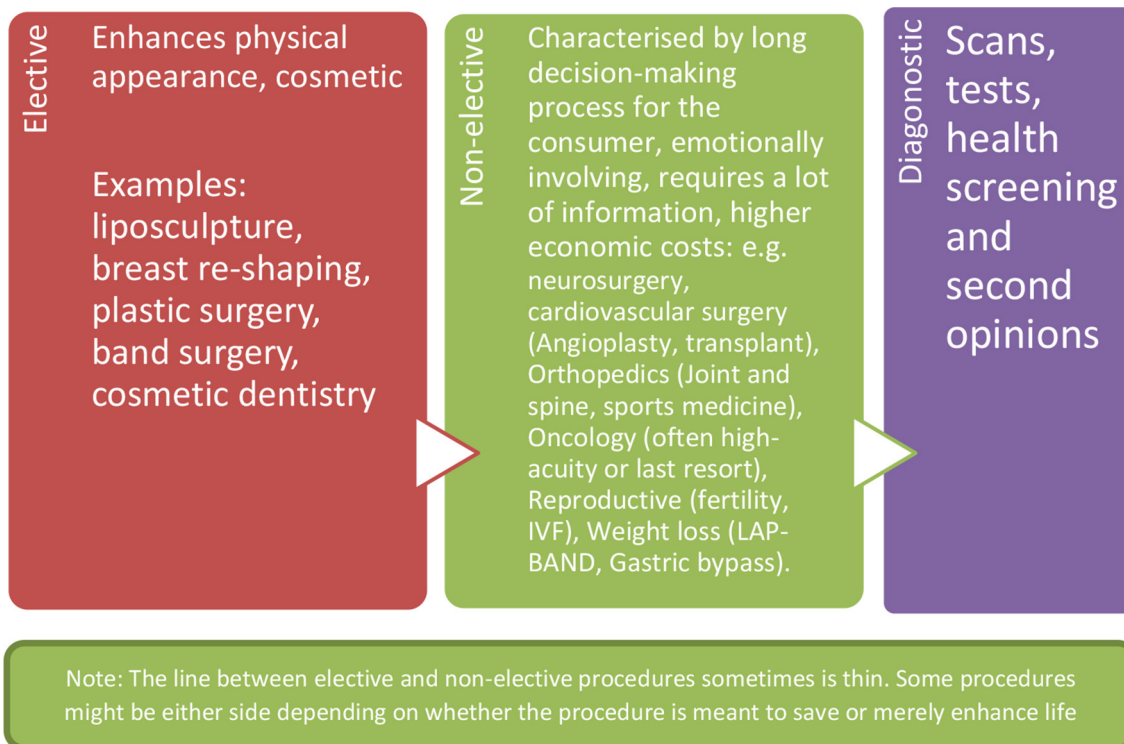 Elective
Enhances physical
appearance, cosmetic
Examples:
liposculpture,
breast re-shaping,
plastic surgery,
band surgery,
cosmetic dentistry
Non-elective
Characterised by long
decision-making
process for the
consumer, emotionally
involving, requires a lot
of information, higher
economic costs: e.g.
neurosurgery,
cardiovascular surgery
(Angioplasty, transplant),
Orthopedics (Joint and
spine, sports medicine),
Oncology (often high-
acuity or last resort),
Reproductive (fertility,
IVF), Weight loss (LAP-
BAND, Gastric bypass).
Diagonostic
Scans,
tests,
health
screening
and
second
opinions
Note: The line between elective and non-elective procedures sometimes is thin. Some procedures
might be either side depending on whether the procedure is meant to save or merely enhance life